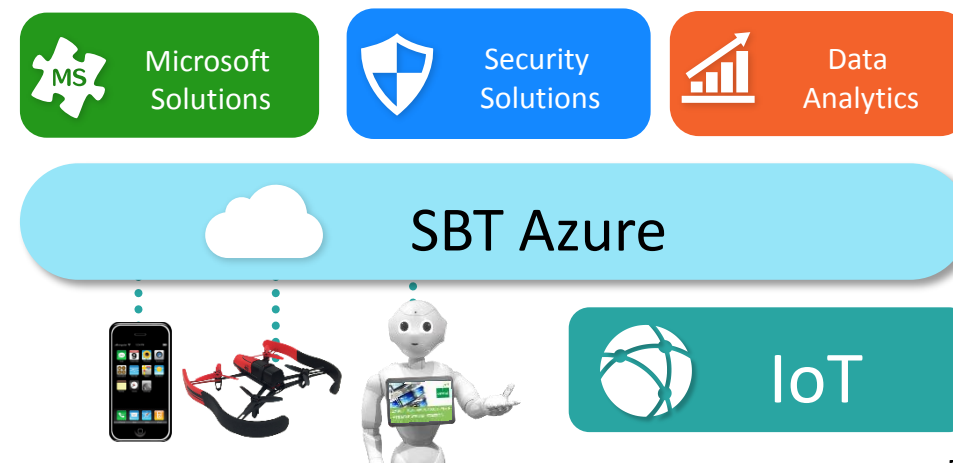 MS
Microsoft
Solutions
Security
Solutions
Data
Analytics
SBT Azure
IoT